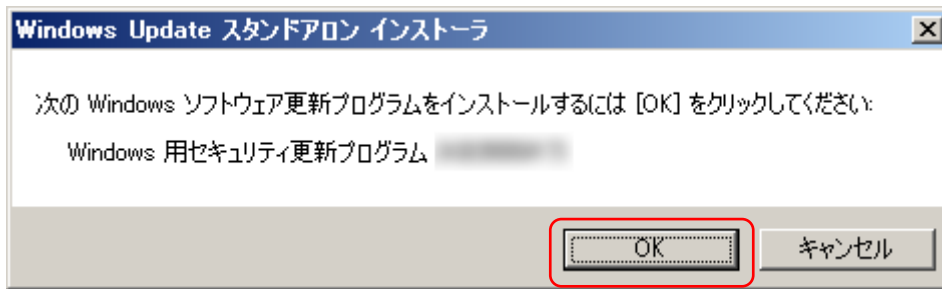 Windows Update スタンドアロン インストーラ
次の Windows ソフトウェア更新プログラムをインストールするには [OK] をクリックしてください:
Windows 用セキュリティ更新プログラム
OK
キャンセル